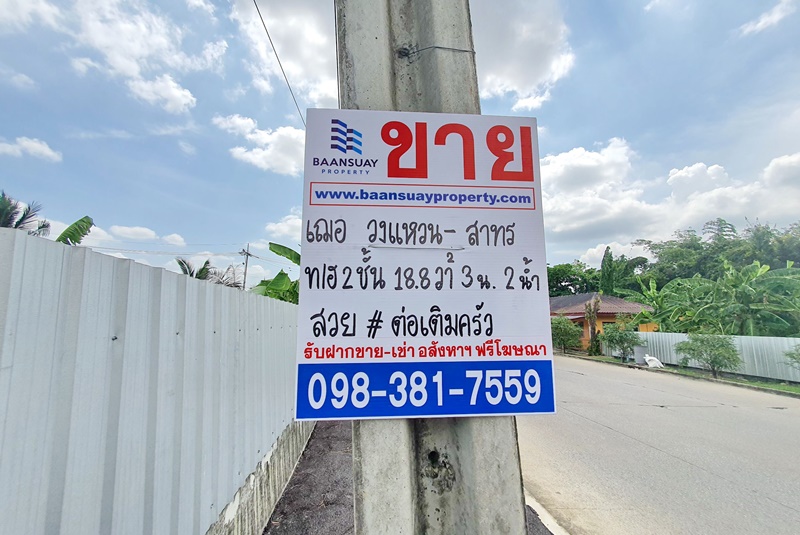 BAANSUAY
PROPERTY
ขาย
www.baansuayproperty.com
เฌอ วงแหวน-สาทร
ท/ฮ 2 ชั้น 18.8 วา๋ 3 น. 2 น้ำ
สวย # ต่อเติมครัว
รับฝากขาย-เช่า อสังหาฯ ฟรีโฆษณา
098-381-7559